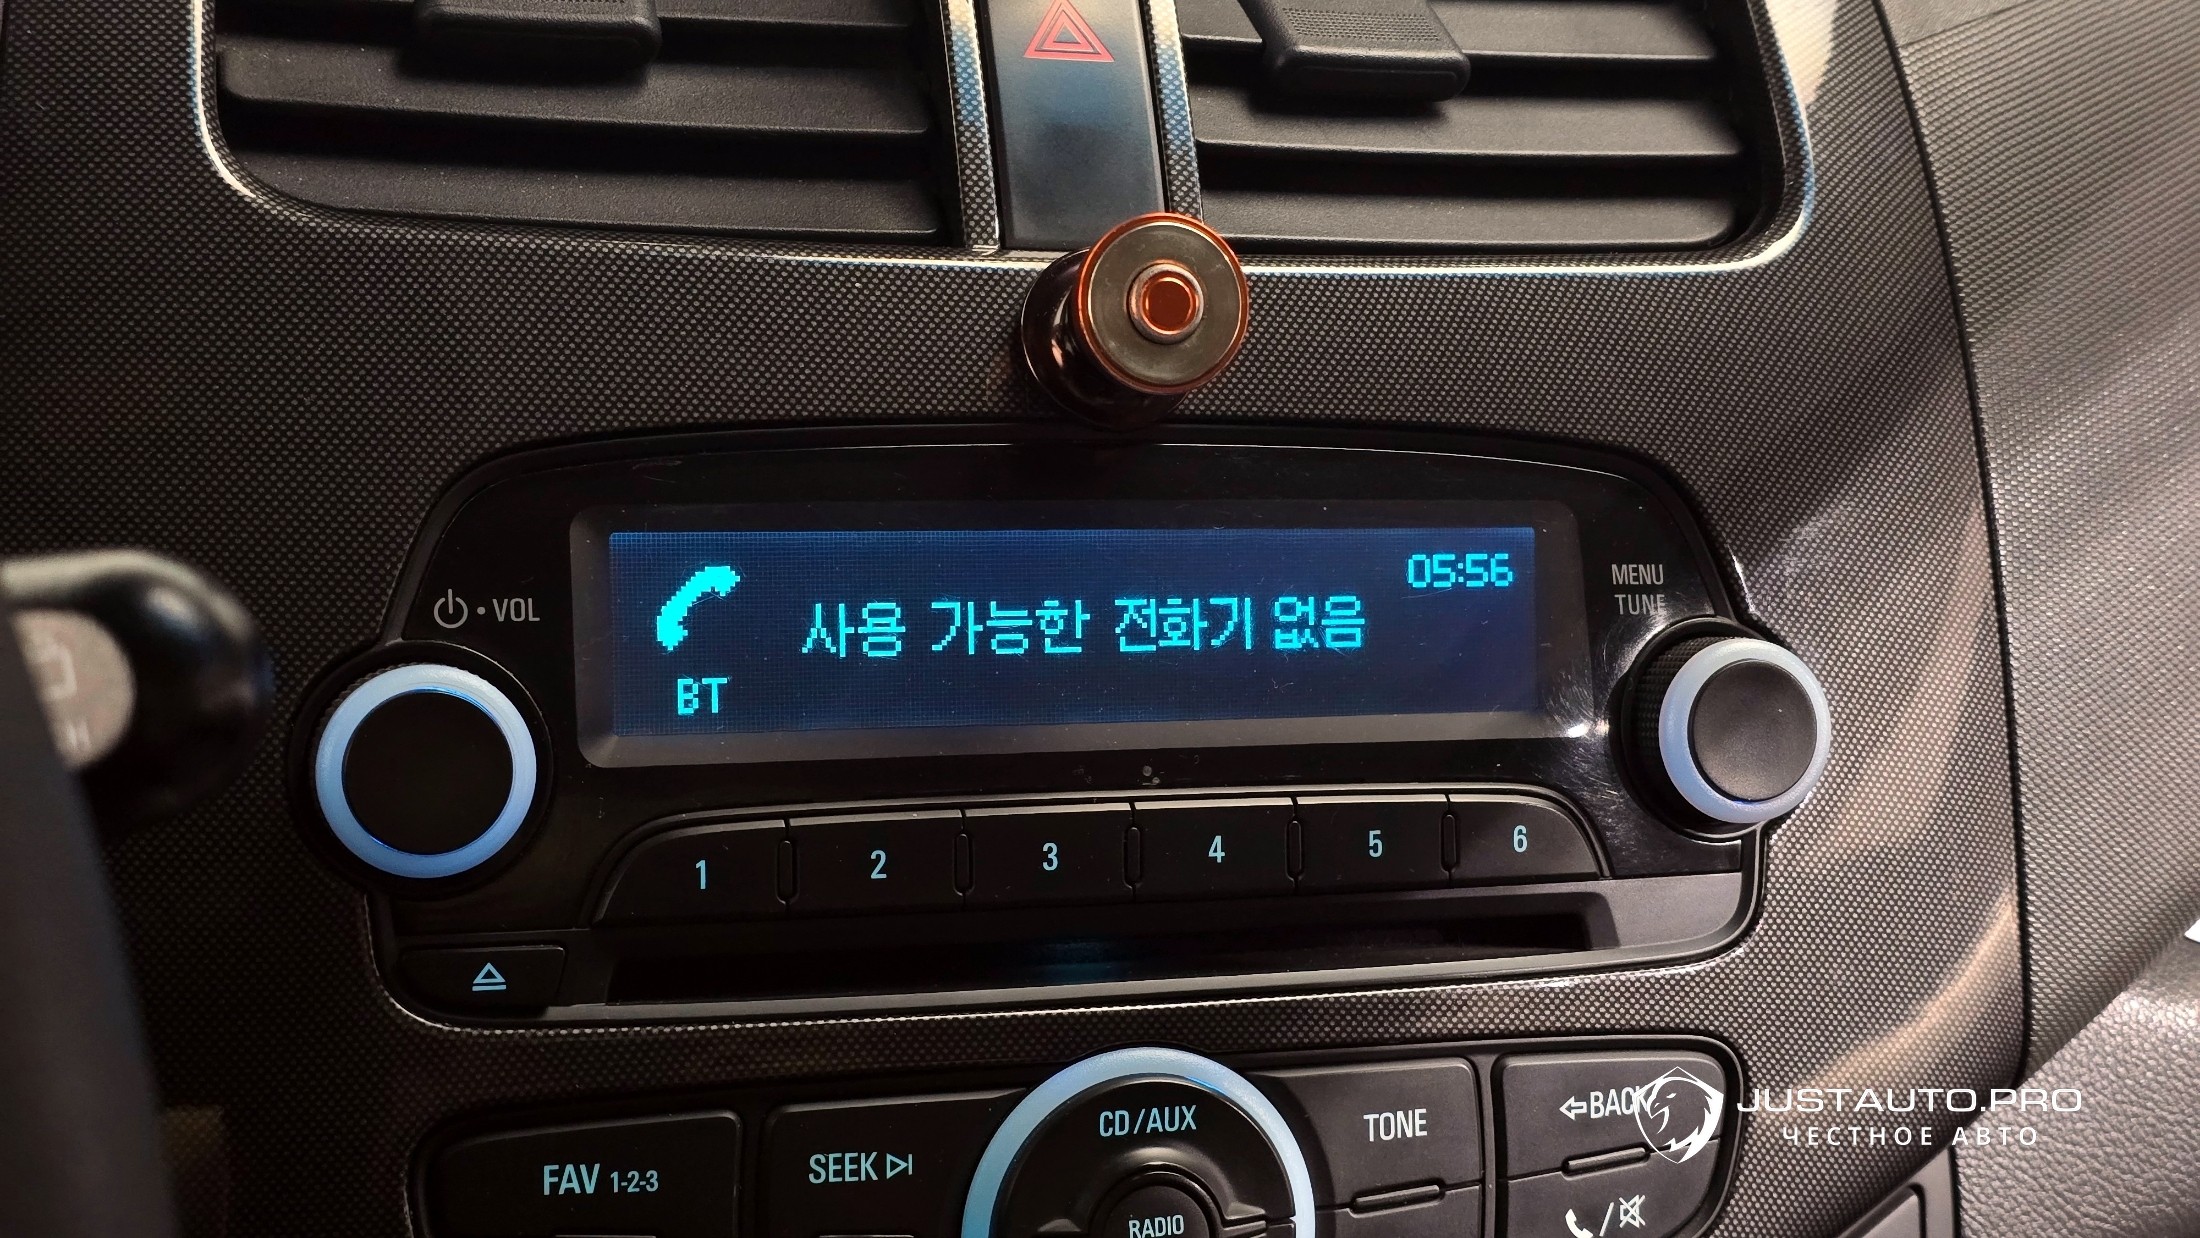 VOL
05:56
사용 가능한 전화기 없음
BT
MENU
TUNE
1 2 3 4 5 6
FAV 1-2-3
SEEK
CD/AUX
RADIO
TONE
BACK
JUSTAUTO.PRO
ЧЕСТНОЕ АВТО